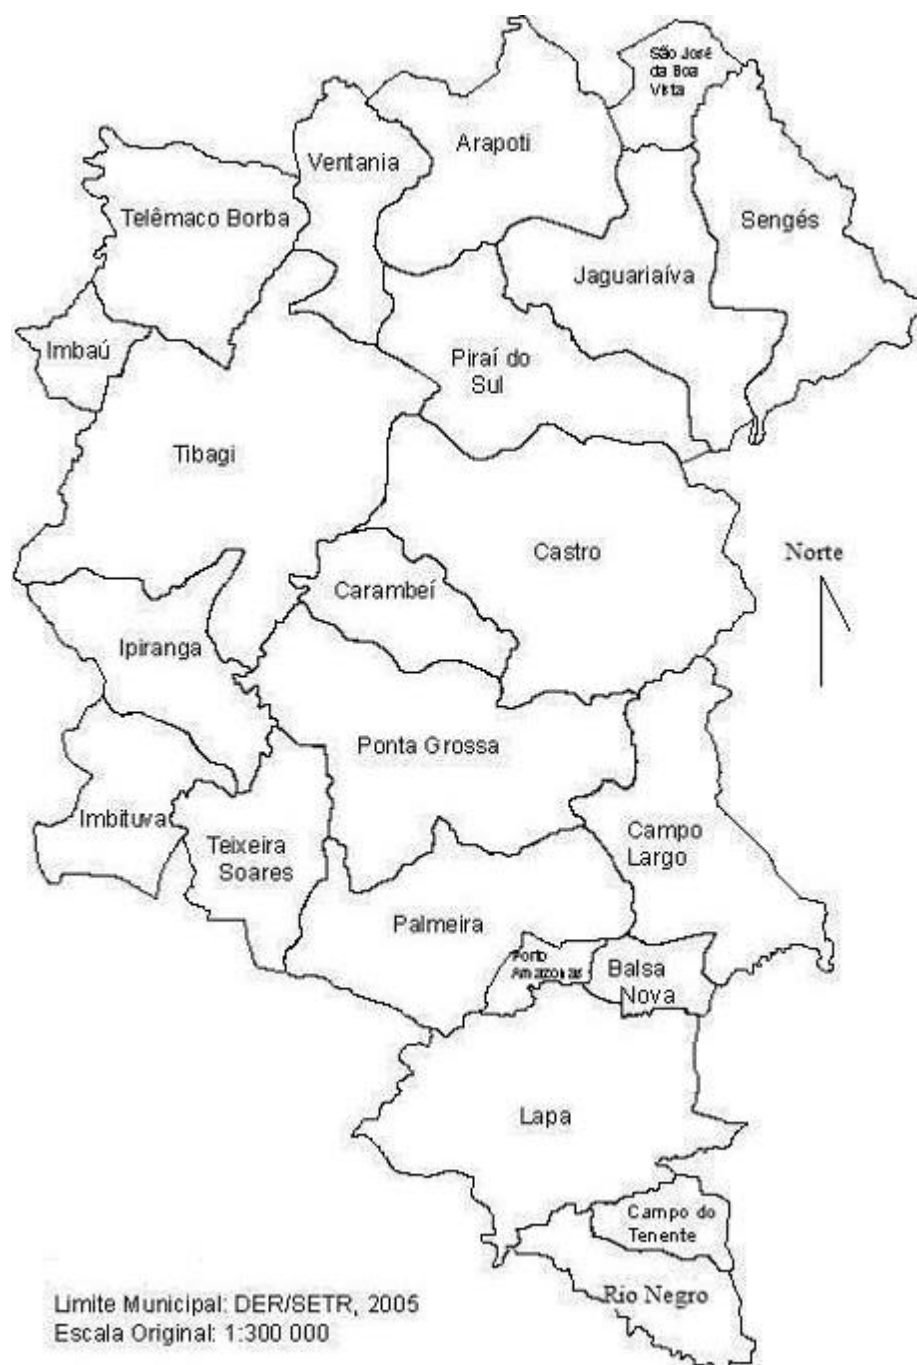 São José
da Boa
Vista
Arapoti
Ventania
Telêmaco Borba
Sengés
Jaguariaíva
Imbaú
Piraí do
Sul
Tibagi
Castro
Norte
Carambeí
Ipiranga
Ponta Grossa
Imbituva
Teixeira
Soares
Campo
Largo
Palmeira
Porto
Amazonas
Balsa
Nova
Lapa
Campo do
Tenente
Rio Negro
Limite Municipal: DER/SETR, 2005
Escala Original: 1:300 000